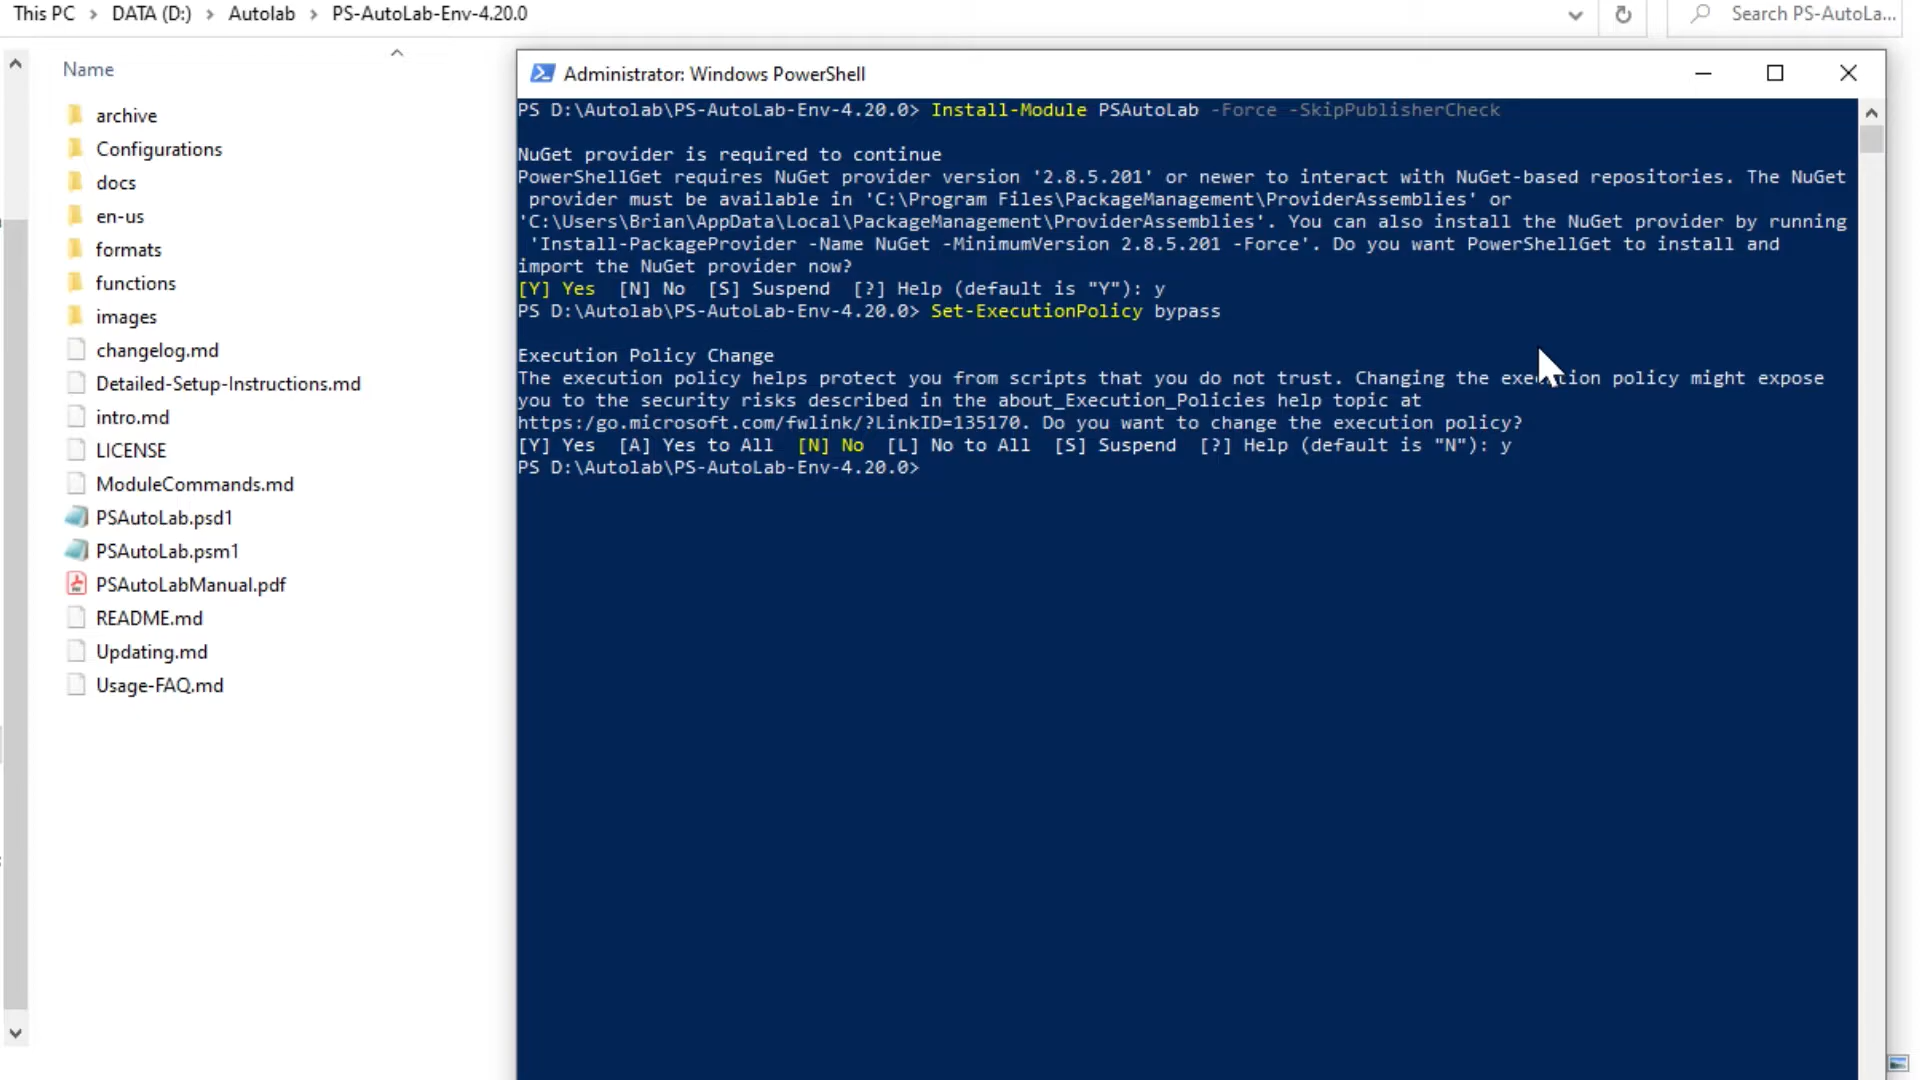 This PC > DATA (D:) > Autolab > PS-AutoLab-Env-4.20.0
Search PS-AutoLa...
Name
archive
Configurations
docs
en-us
formats
functions
images
changelog.md
Detailed-Setup-Instructions.md
intro.md
LICENSE
ModuleCommands.md
PSAutoLab.psd1
PSAutoLab.psm1
PSAutoLabManual.pdf
README.md
Updating.md
Usage-FAQ.md
Administrator: Windows PowerShell
PS D:\Autolab\PS-AutoLab-Env-4.20.0> Install-Module PSAutoLab -Force -SkipPublisherCheck
NuGet provider is required to continue
PowerShellGet requires NuGet provider version '2.8.5.201' or newer to interact with NuGet-based repositories. The NuGet
provider must be available in 'C:\Program Files\PackageManagement\ProviderAssemblies' or
'C:\Users\Brian\AppData\Local\PackageManagement\ProviderAssemblies'. You can also install the NuGet provider by running
'Install-PackageProvider -Name NuGet -MinimumVersion 2.8.5.201 -Force'. Do you want PowerShellGet to install and
import the NuGet provider now?
[Y] Yes [N] No [S] Suspend [?] Help (default is "Y"): y
PS D:\Autolab\PS-AutoLab-Env-4.20.0> Set-ExecutionPolicy bypass
Execution Policy Change
The execution policy helps protect you from scripts that you do not trust. Changing the execution policy might expose
you to the security risks described in the about_Execution_Policies help topic at
https:/go.microsoft.com/fwlink/?LinkID=135170. Do you want to change the execution policy?
[Y] Yes [A] Yes to All [N] No [L] No to All [S] Suspend [?] Help (default is "N"): y
PS D:\Autolab\PS-AutoLab-Env-4.20.0>